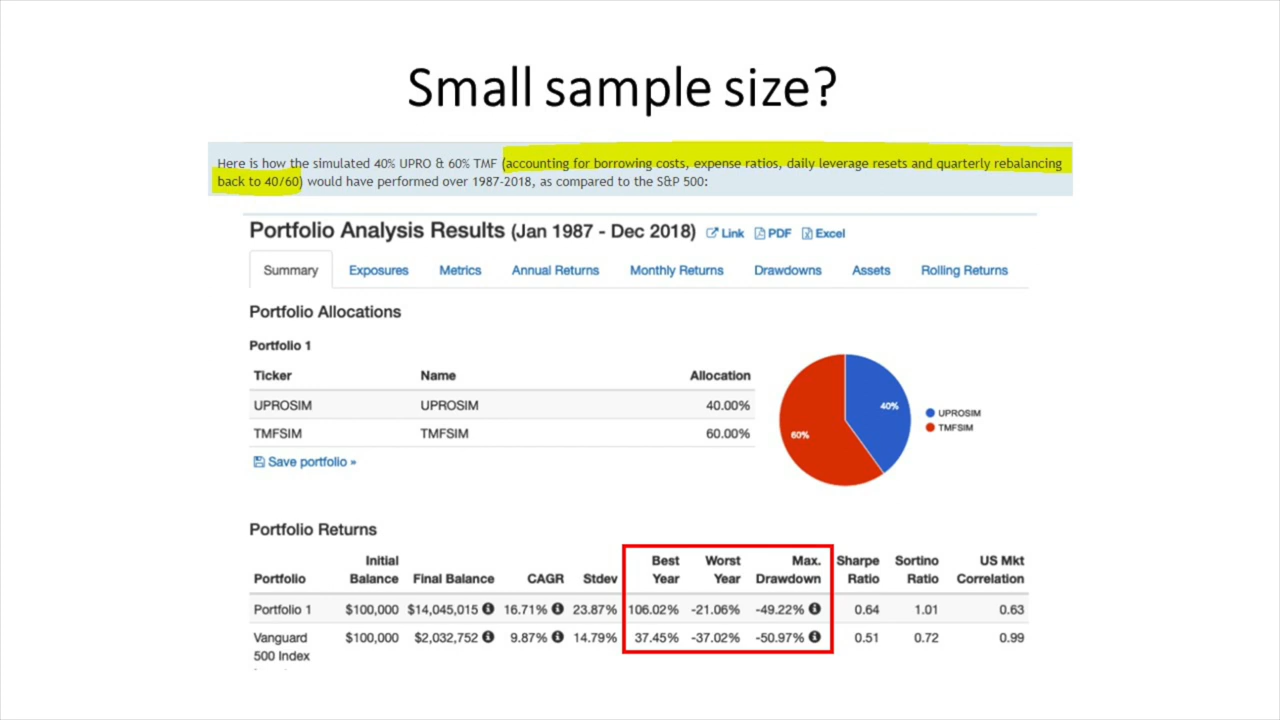 Small sample size?
Here is how the simulated 40% UPRO & 60% TMF (accounting for borrowing costs, expense ratios, daily leverage resets and quarterly rebalancing
back to 40/60) would have performed over 1987-2018, as compared to the S&P 500:
Portfolio Analysis Results (Jan 1987 - Dec 2018) Link PDF Excel
Summary Exposures Metrics Annual Returns Monthly Returns Drawdowns Assets Rolling Returns
Portfolio Allocations
Portfolio 1
Ticker Name Allocation
UPROSIM UPROSIM 40.00%
TMFSIM TMFSIM 60.00%
Save portfolio »
40%
60%
UPROSIM
TMFSIM
Portfolio Returns
Initial Best Worst Max. Sharpe Sortino US Mkt
Portfolio Balance Final Balance CAGR Stdev Year Year Drawdown Ratio Ratio Correlation
Portfolio 1 $100,000 $14,045,015 16.71% 23.87% 106.02% -21.06% -49.22% 0.64 1.01 0.63
Vanguard $100,000 $2,032,752 9.87% 14.79% 37.45% -37.02% -50.97% 0.51 0.72 0.99
500 Index